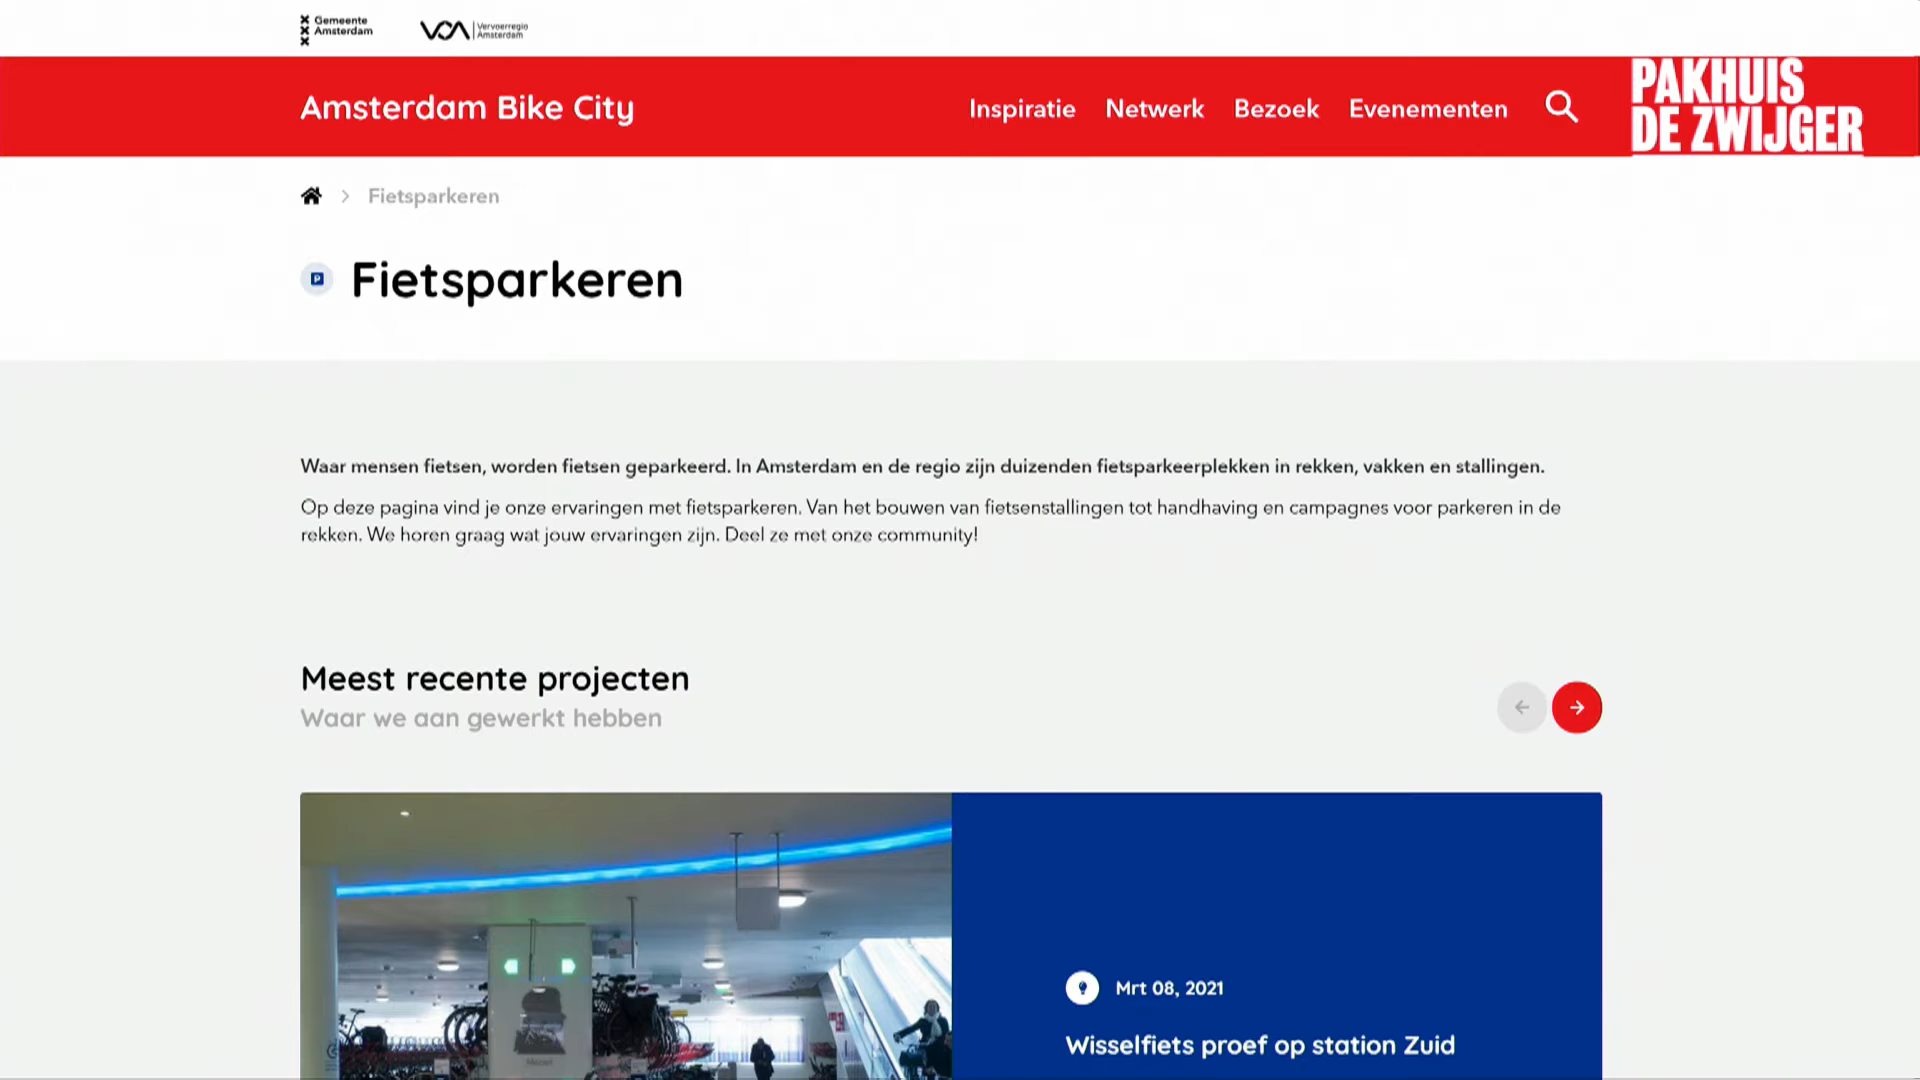 Gemeente
Amsterdam
Vervoerregio
Amsterdam
Amsterdam Bike City
Inspiratie
Netwerk
Bezoek
Evenementen
PAKHUIS
DE ZWIJGER
Fietsparkeren
Fietsparkeren
Waar mensen fietsen, worden fietsen geparkeerd. In Amsterdam en de regio zijn duizenden fietsparkeerplekken in rekken, vakken en stallingen.
Op deze pagina vind je onze ervaringen met fietsparkeren. Van het bouwen van fietsenstallingen tot handhaving en campagnes voor parkeren in de
rekken. We horen graag wat jouw ervaringen zijn. Deel ze met onze community!
Meest recente projecten
Waar we aan gewerkt hebben
Mrt 08, 2021
Wisselfiets proef op station Zuid